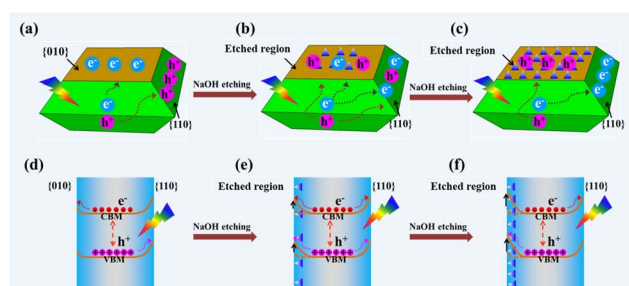 (a)
(b)
(c)
{010}
Etched region
Etched region
e⁻ e⁻ e⁻
h⁺
h⁺
h⁺
e⁻
h⁺
{110}
NaOH etching
h⁺ e⁻ h⁺
e⁻
e⁻
e⁻
h⁺
{110}
NaOH etching
h⁺ h⁺ h⁺
e⁻
e⁻
e⁻
h⁺
{110}
(d)
(e)
(f)
{010}
{110}
Etched region
{110}
Etched region
{110}
e⁻
CBM
h⁺
VBM
NaOH etching
e⁻
CBM
h⁺
VBM
NaOH etching
e⁻
CBM
h⁺
VBM